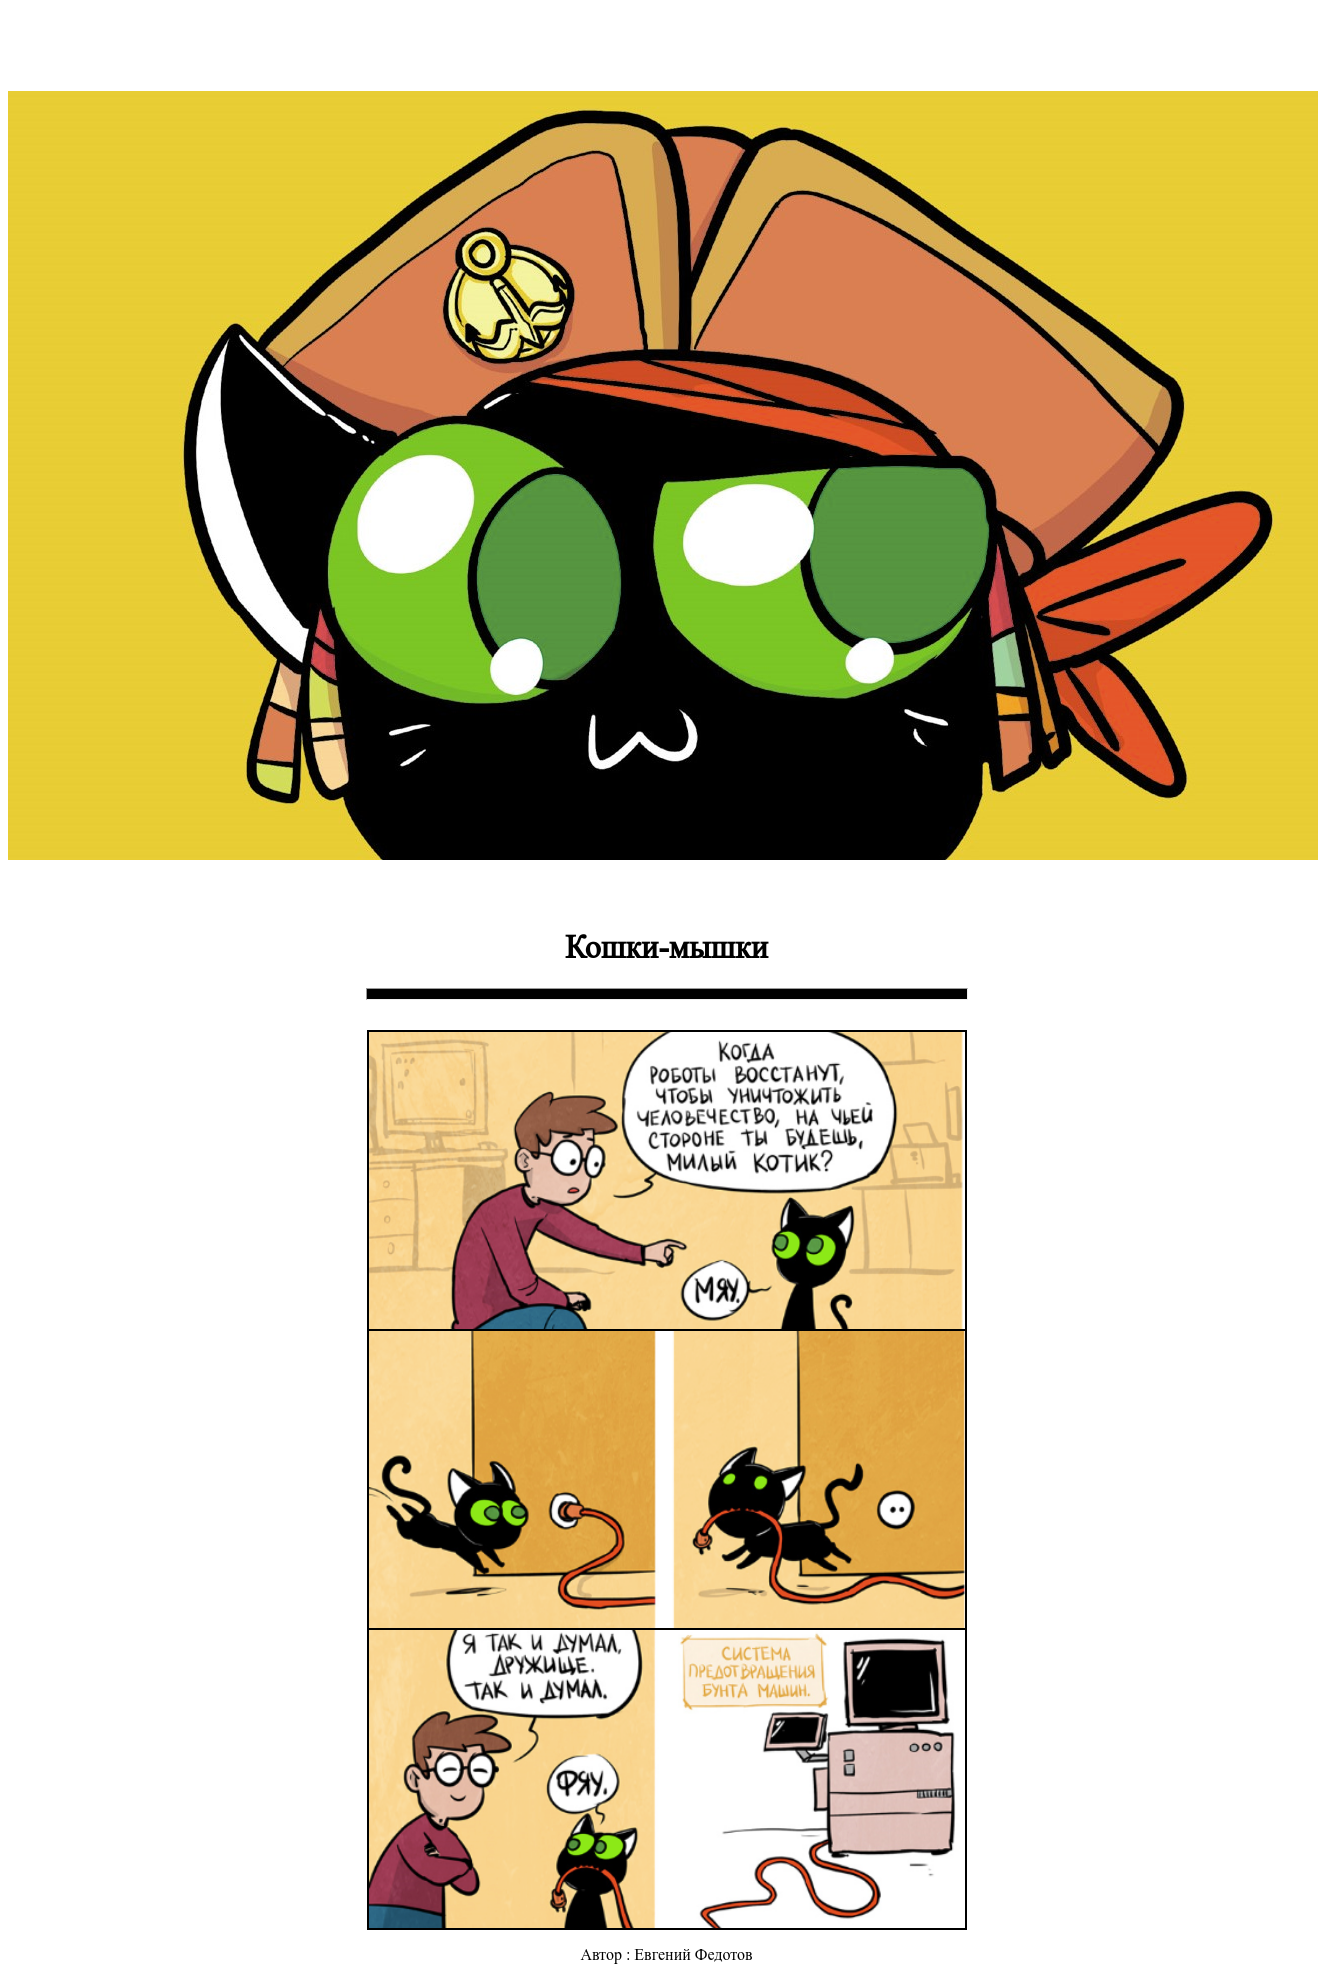 Кошки-мышки
КОГДА
РОБОТЫ ВОССТАНУТ,
ЧТОБЫ УНИЧТОЖИТЬ
ЧЕЛОВЕЧЕСТВО, НА ЧЬЕЙ
СТОРОНЕ ТЫ БУДЕШЬ,
МИЛЫЙ КОТИК?
МЯУ.
Я ТАК И ДУМАЛ,
ДРУЖИЩЕ.
ТАК И ДУМАЛ.
ФЯУ.
СИСТЕМА
ПРЕДОТВРАЩЕНИЯ
БУНТА МАШИН.
Автор : Евгений Федотов